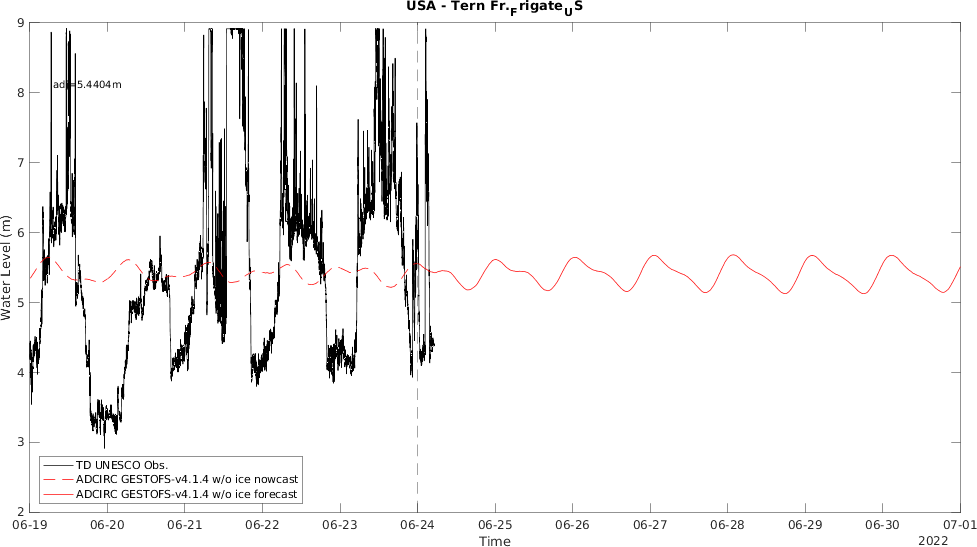 USA - Tern Fr.FrigateUS
Water Level (m)
9
8
7
6
5
4
3
2
adj=5.4404m
TD UNESCO Obs.
ADCIRC GESTOFS-v4.1.4 w/o ice nowcast
ADCIRC GESTOFS-v4.1.4 w/o ice forecast
06-19 06-20 06-21 06-22 06-23 06-24 06-25 06-26 06-27 06-28 06-29 06-30 07-01
Time
2022